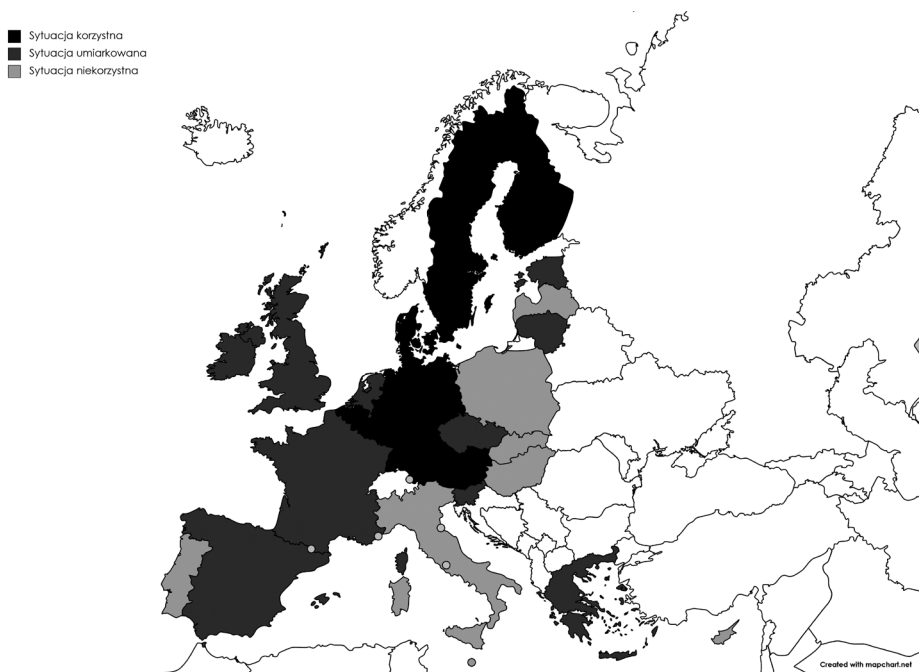 Sytuacja korzystna
Sytuacja umiarkowana
Sytuacja niekorzystna
Created with mapchart.net